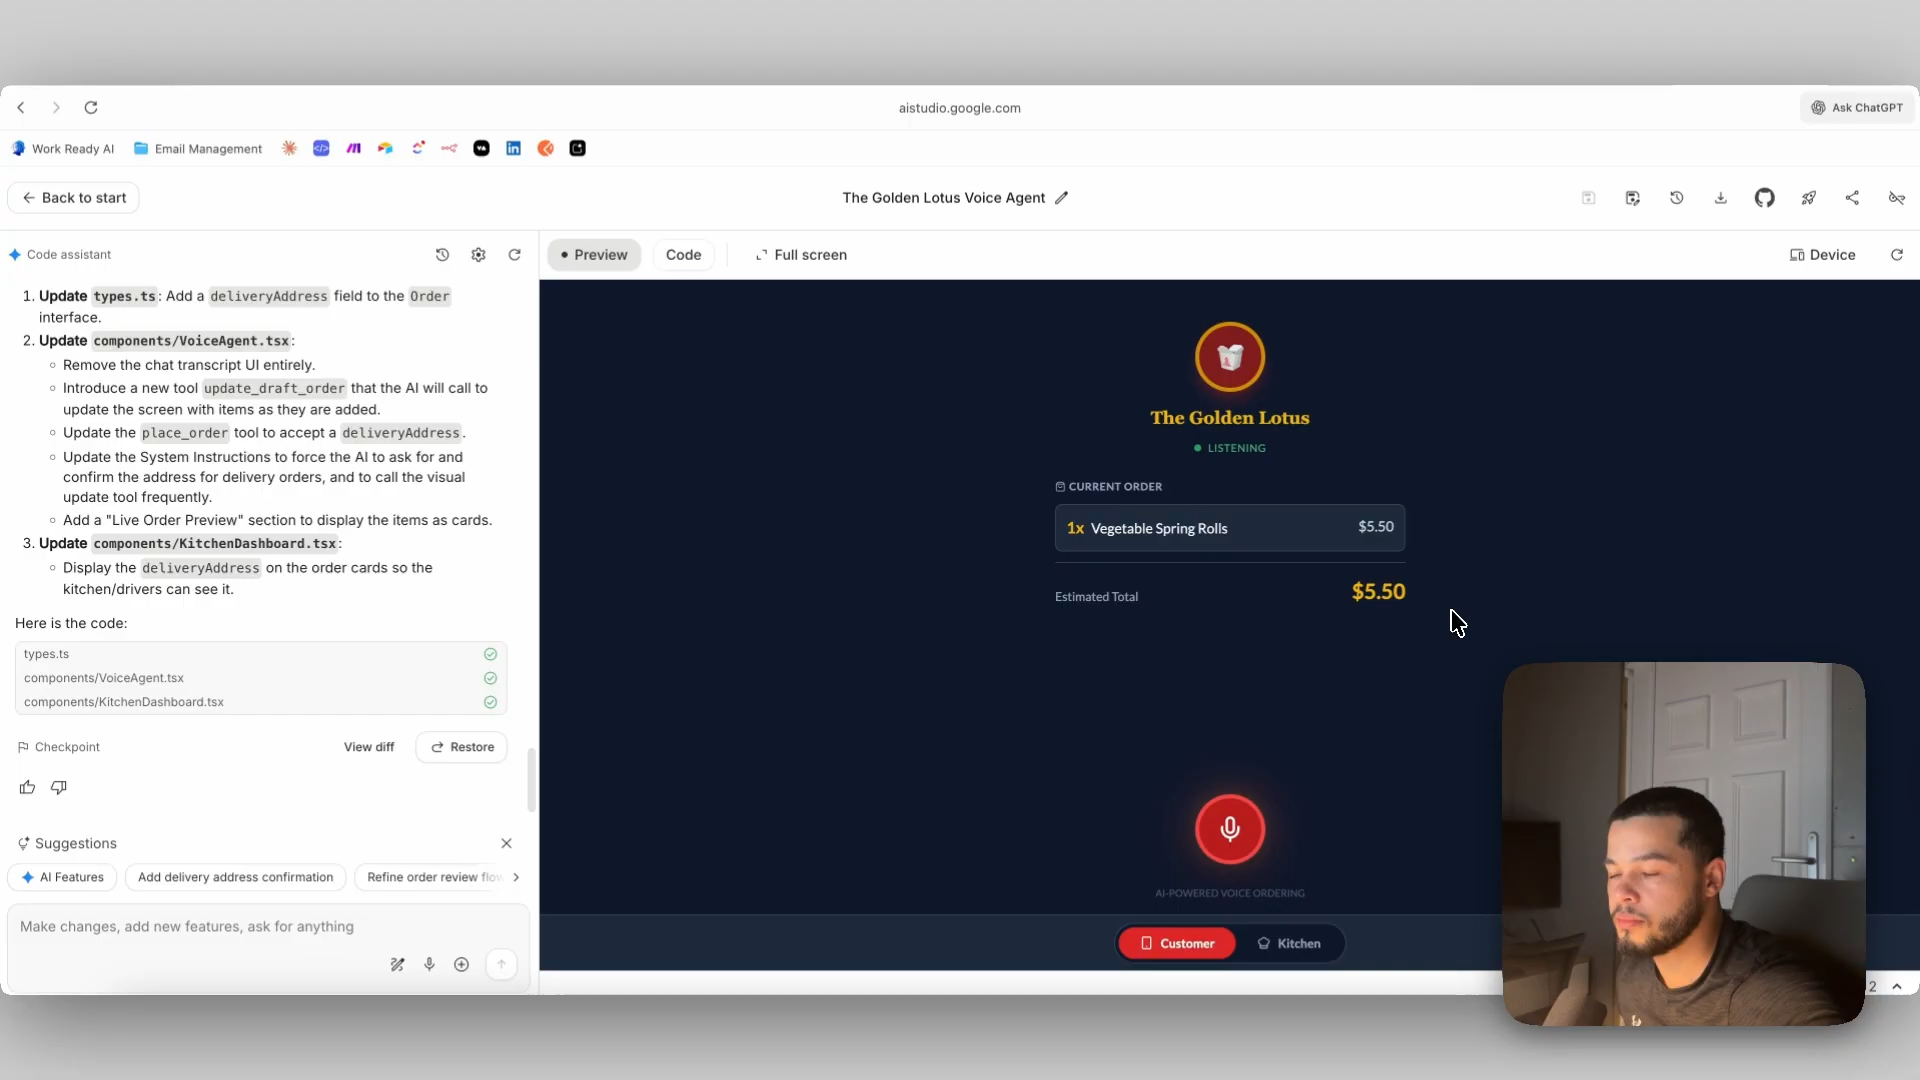 aistudio.google.com
Ask ChatGPT
Work Ready AI
Email Management
Back to start
The Golden Lotus Voice Agent
Code assistant
Preview
Code
Full screen
Device
1. Update types.ts: Add a deliveryAddress field to the Order
interface.
2. Update components/VoiceAgent.tsx:
Remove the chat transcript UI entirely.
Introduce a new tool update_draft_order that the AI will call to
update the screen with items as they are added.
Update the place_order tool to accept a deliveryAddress.
Update the System Instructions to force the AI to ask for and
confirm the address for delivery orders, and to call the visual
update tool frequently.
Add a "Live Order Preview" section to display the items as cards.
3. Update components/KitchenDashboard.tsx:
Display the deliveryAddress on the order cards so the
kitchen/drivers can see it.
Here is the code:
types.ts
components/VoiceAgent.tsx
components/KitchenDashboard.tsx
Checkpoint
View diff
Restore
Suggestions
AI Features
Add delivery address confirmation
Refine order review flow
Make changes, add new features, ask for anything
The Golden Lotus
LISTENING
CURRENT ORDER
1x Vegetable Spring Rolls $5.50
Estimated Total $5.50
AI-POWERED VOICE ORDERING
Customer
Kitchen
2